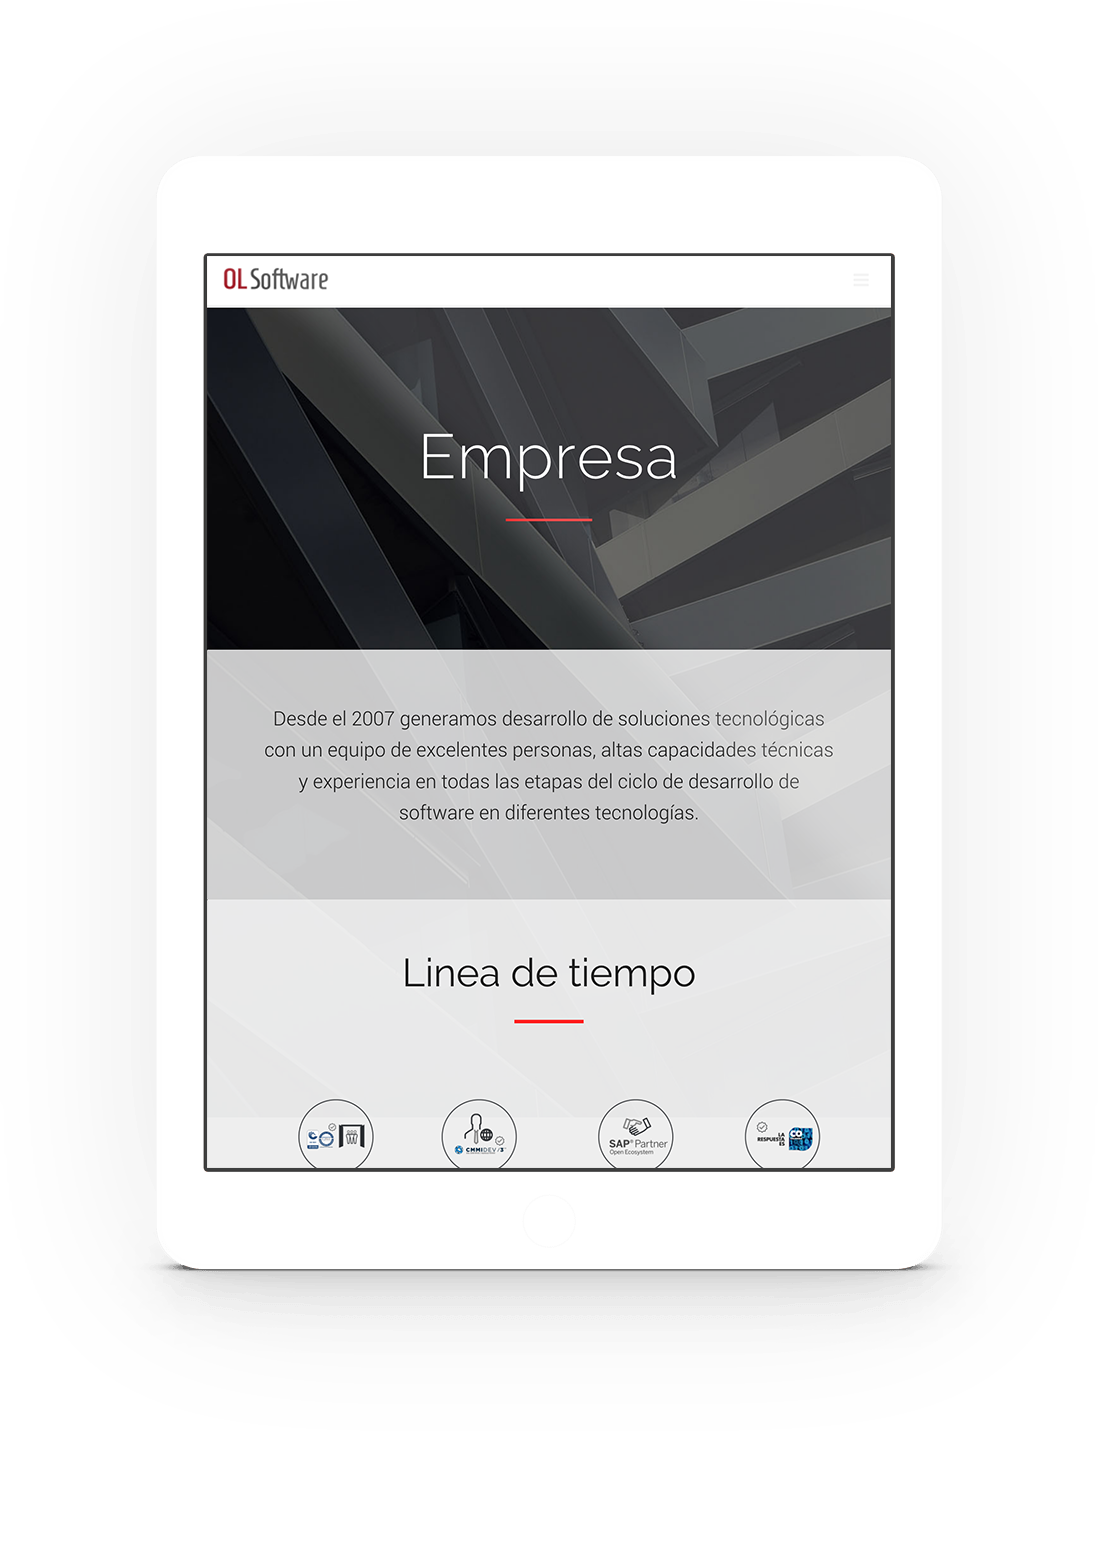 OLSoftware
Empresa
Desde el 2007 generamos desarrollo de soluciones tecnológicas
con un equipo de excelentes personas, altas capacidades técnicas
y experiencia en todas las etapas del ciclo de desarrollo de
software en diferentes tecnologías.
Linea de tiempo
CMMIDEV/3
SAP® Partner
Open Ecosystem
LA
RESPUESTA
ES
CO